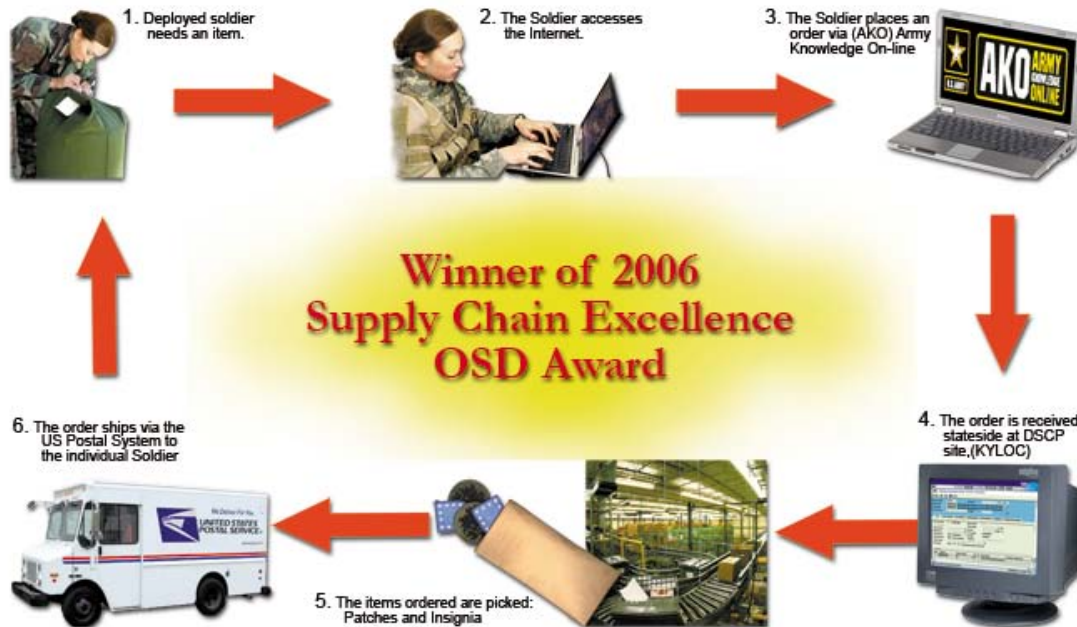 1. Deployed soldier
needs an item.
2. The Soldier accesses
the Internet.
3. The Soldier places an
order via (AKO) Army
Knowledge On-line
U.S. ARMY
AKO
ARMY
KNOWLEDGE
ONLINE
Winner of 2006
Supply Chain Excellence
OSD Award
4. The order is received
stateside at DSCP
site,(KYLOC)
5. The items ordered are picked:
Patches and Insignia
6. The order ships via the
US Postal System to
the individual Soldier
We Deliver For You
UNITED STATES
POSTAL SERVICE